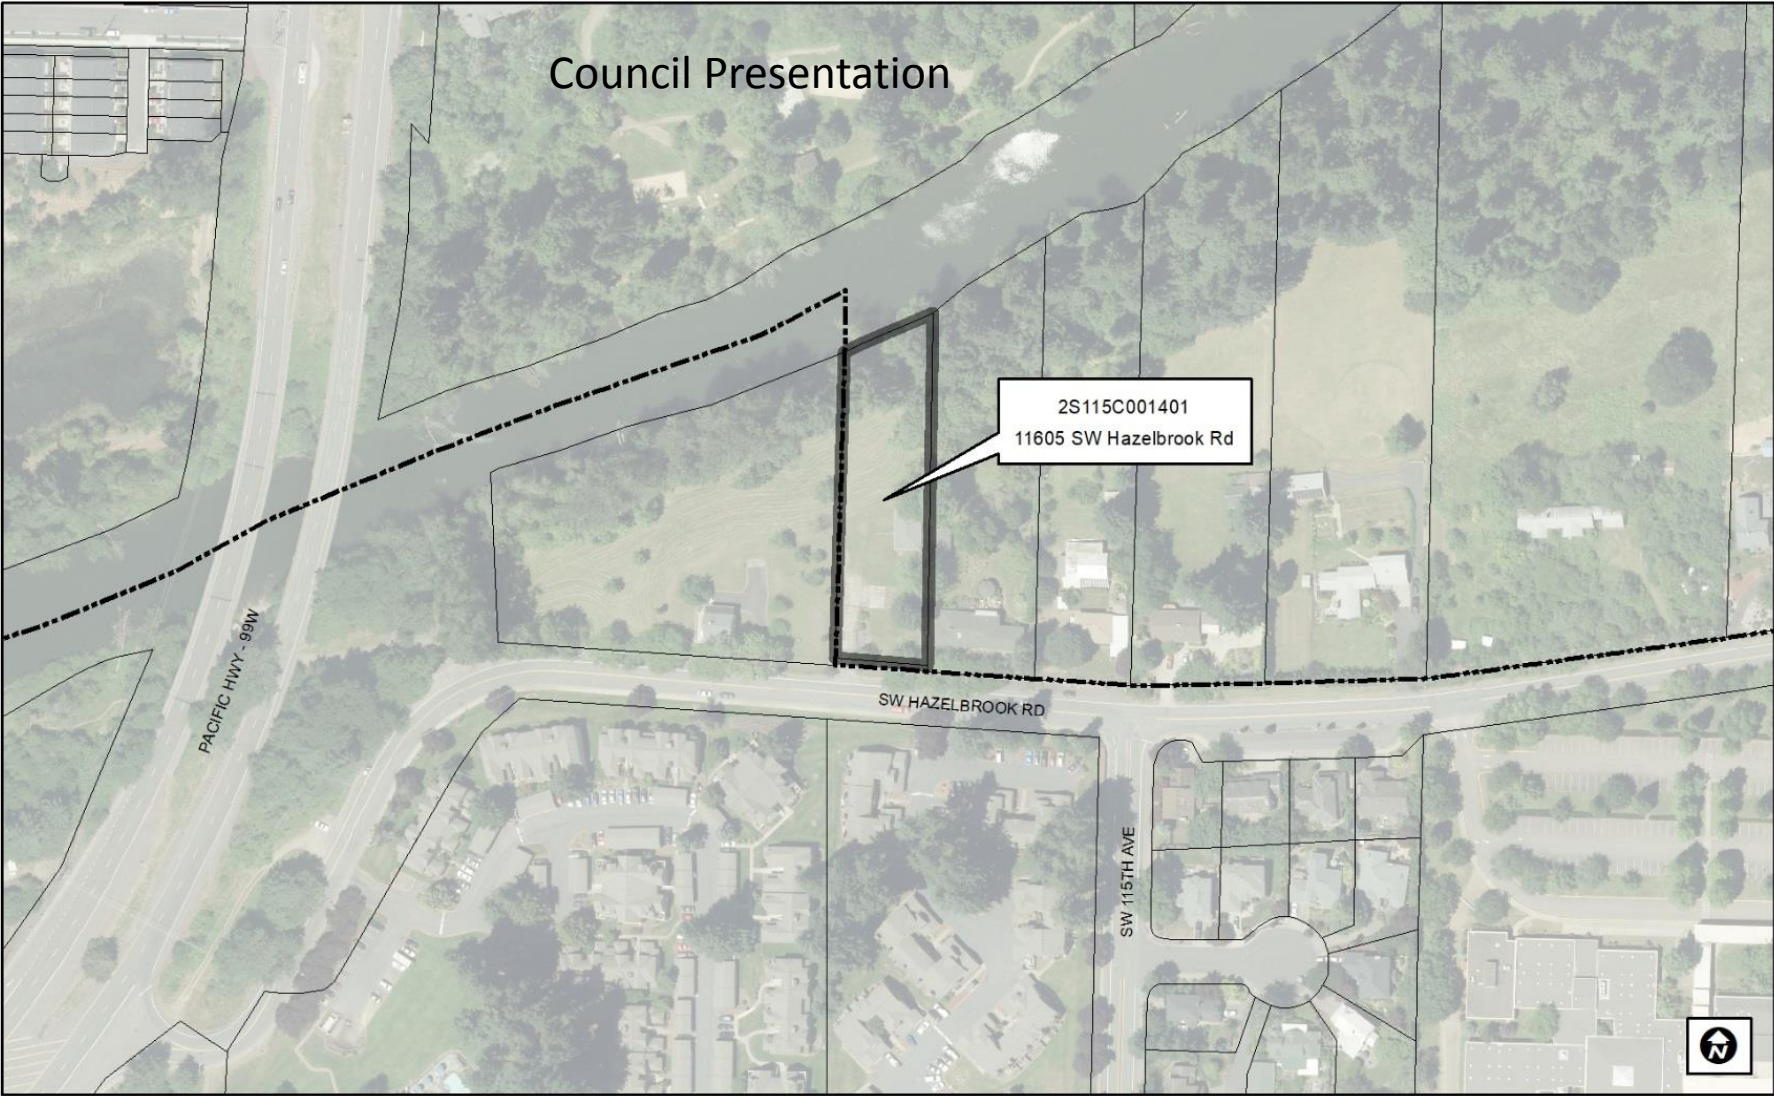 Council Presentation
2S115C001401
11605 SW Hazelbrook Rd
PACIFIC HWY - 99W
SW HAZELBROOK RD
SW 115TH AVE
N